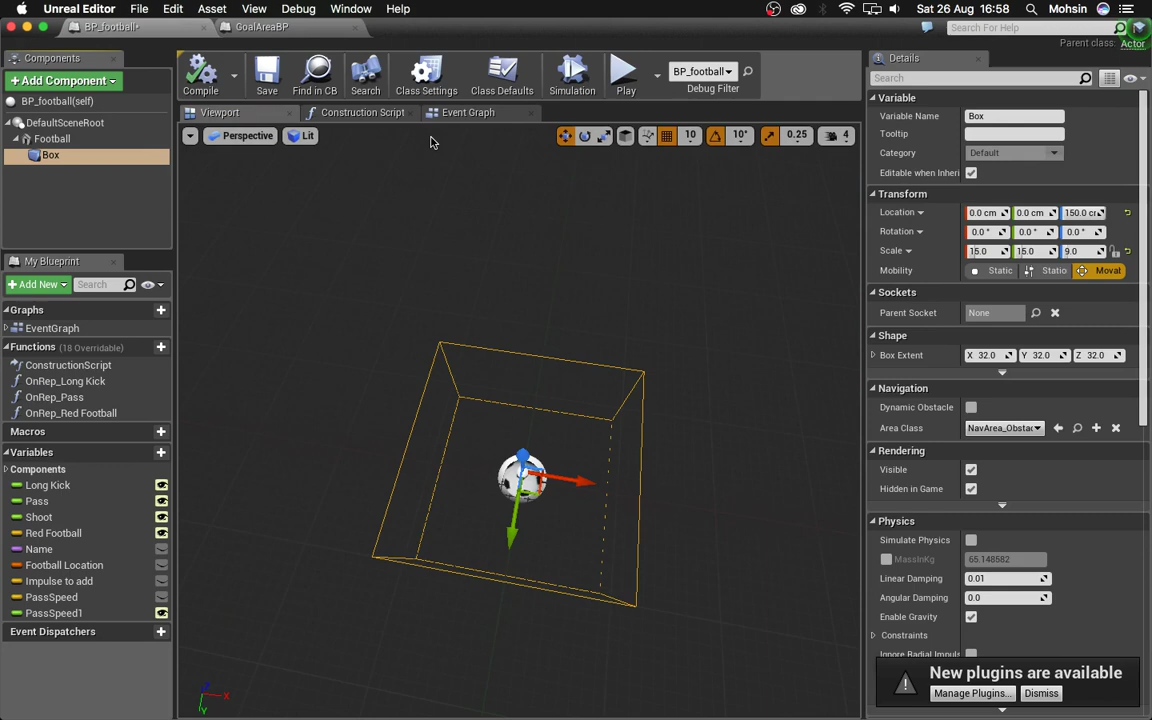 Unreal Editor File Edit Asset View Debug Window Help Sat 26 Aug 16:58 Mohsin
BP_football* GoalAreaBP Search For Help
Parent class: Actor
Components
+Add Component
BP_football(self)
DefaultSceneRoot
Football
Box
Compile Save Find in CB Search Class Settings Class Defaults Simulation Play
BP_football
Debug Filter
Viewport Construction Script Event Graph
Perspective Lit 10 10° 0.25 4
My Blueprint
+Add New Search
Graphs
EventGraph
Functions (18 Overridable)
ConstructionScript
OnRep_Long Kick
OnRep_Pass
OnRep_Red Football
Macros
Variables
Components
Long Kick
Pass
Shoot
Red Football
Name
Football Location
Impulse to add
PassSpeed
PassSpeed1
Event Dispatchers
X
Y
Details
Search
Variable
Variable Name Box
Tooltip
Category Default
Editable when Inheri
Transform
Location 0.0 cm 0.0 cm 150.0 cm
Rotation 0.0 ° 0.0 ° 0.0 °
Scale 15.0 15.0 9.0
Mobility Static Statio Moval
Sockets
Parent Socket None
Shape
Box Extent X 32.0 Y 32.0 Z 32.0
Navigation
Dynamic Obstacle
Area Class NavArea_Obstac
Rendering
Visible
Hidden in Game
Physics
Simulate Physics
MassInKg 65.148582
Linear Damping 0.01
Angular Damping 0.0
Enable Gravity
Constraints
Ignore Radial Impuls
New plugins are available
Manage Plugins... Dismiss